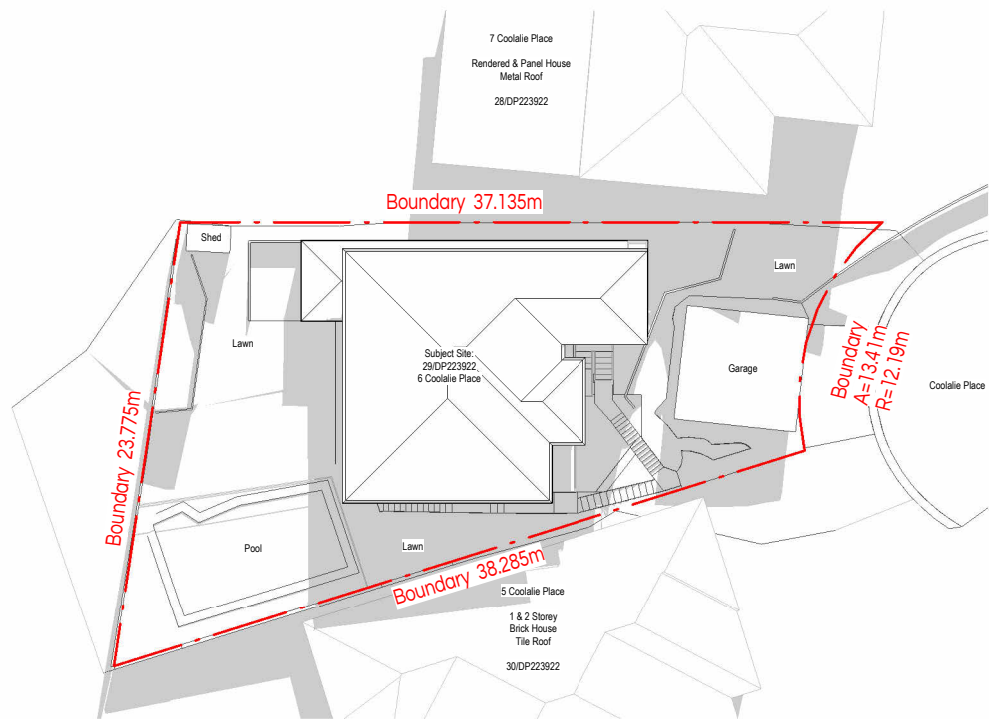 7 Coolalie Place
Rendered & Panel House
Metal Roof
28/DP223922
Boundary 37.135m
Shed
Lawn
Lawn
Subject Site:
29/DP223922
6 Coolalie Place
Garage
Boundary
A=13.41m
R=12.19m
Coolalie Place
Boundary 23.775m
Pool
Lawn
Boundary 38.285m
5 Coolalie Place
1 & 2 Storey
Brick House
Tile Roof
30/DP223922